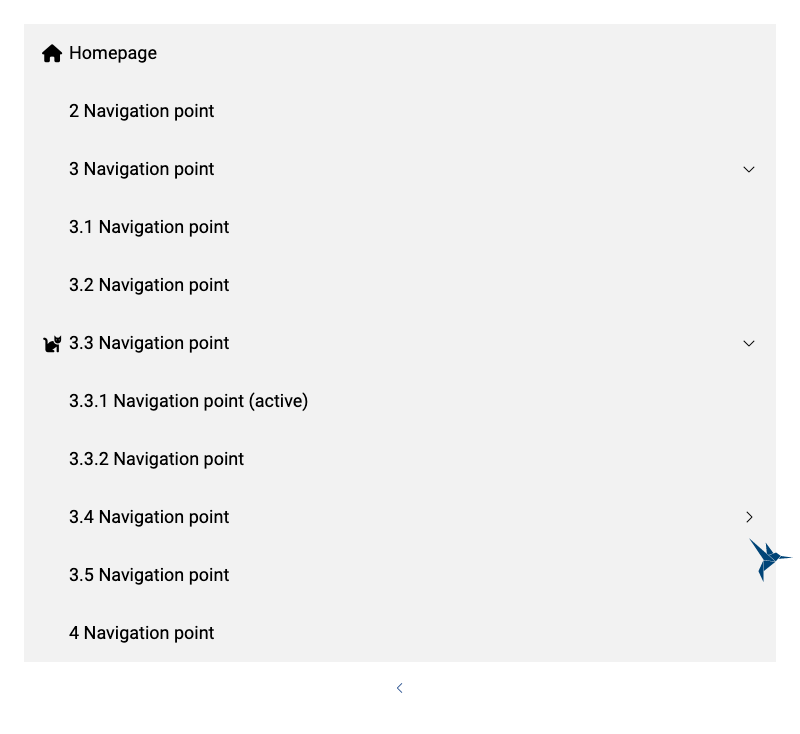 Homepage
2 Navigation point
3 Navigation point
3.1 Navigation point
3.2 Navigation point
3.3 Navigation point
3.3.1 Navigation point (active)
3.3.2 Navigation point
3.4 Navigation point
3.5 Navigation point
4 Navigation point